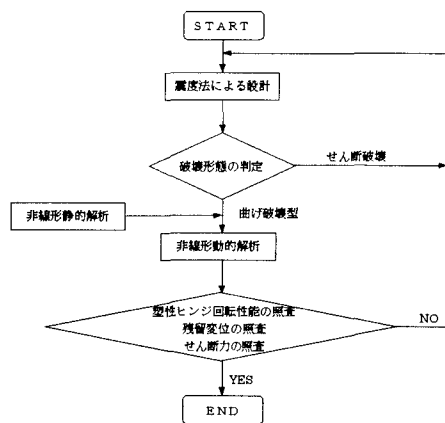 START
震度法による設計
破壊形態の判定
せん断破壊
曲げ破壊型
非線形静的解析
非線形動的解析
塑性ヒンジ回転性能の照査
残留変位の照査
せん断力の照査
NO
YES
END